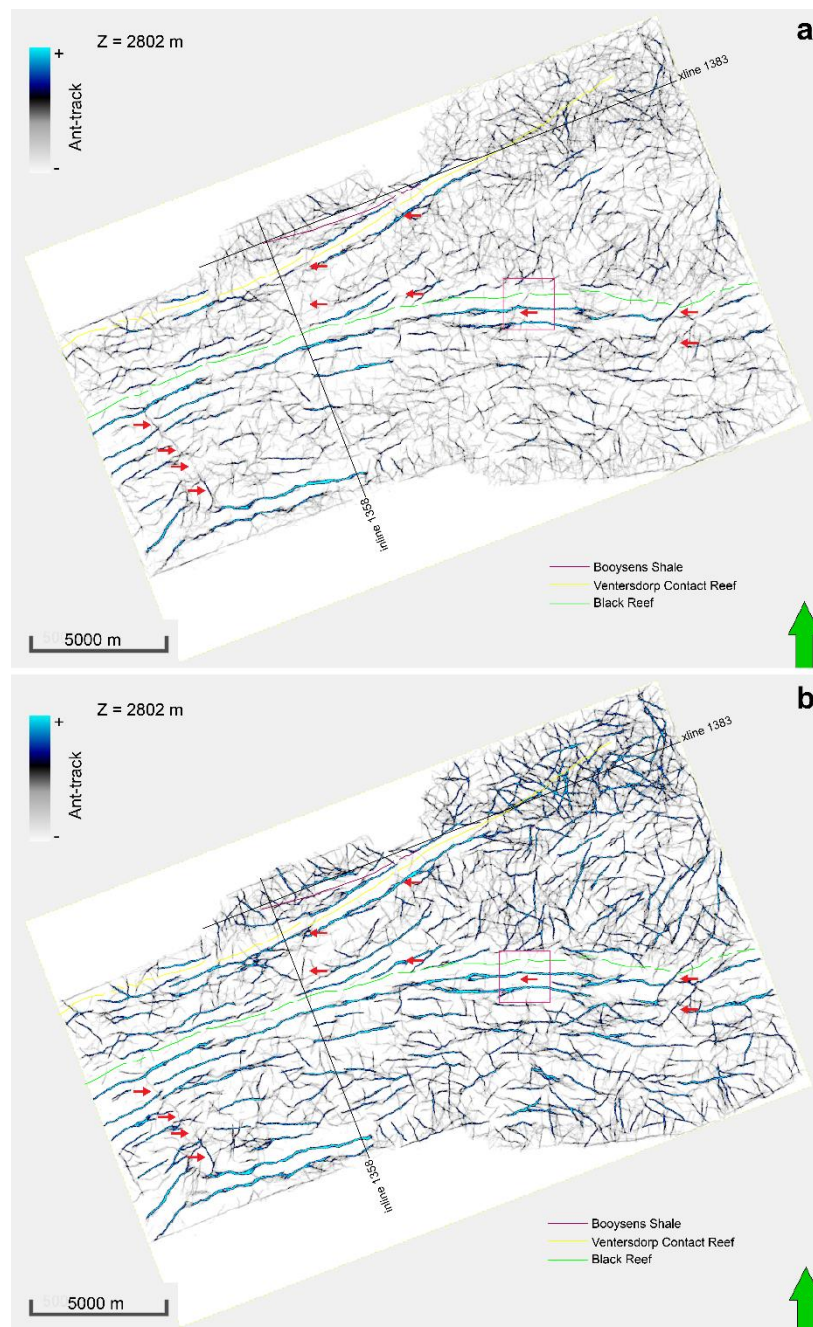 a
Z = 2802 m
+
Ant-track
-
xline 1383
inline 1358
Booysens Shale
Ventersdorp Contact Reef
Black Reef
5000 m
b
Z = 2802 m
+
Ant-track
-
xline 1383
inline 1358
Booysens Shale
Ventersdorp Contact Reef
Black Reef
5000 m